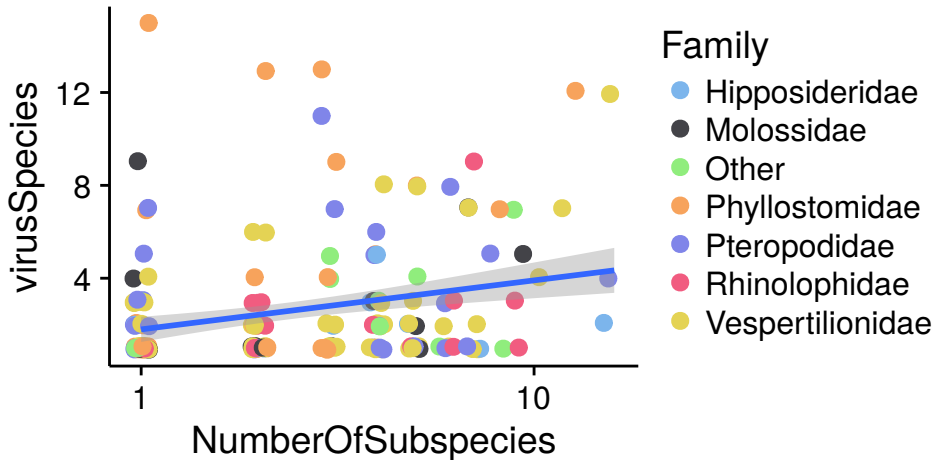 virusSpecies
12
8
4
1
10
NumberOfSubspecies
Family
Hipposideridae
Molossidae
Other
Phyllostomidae
Pteropodidae
Rhinolophidae
Vespertilionidae